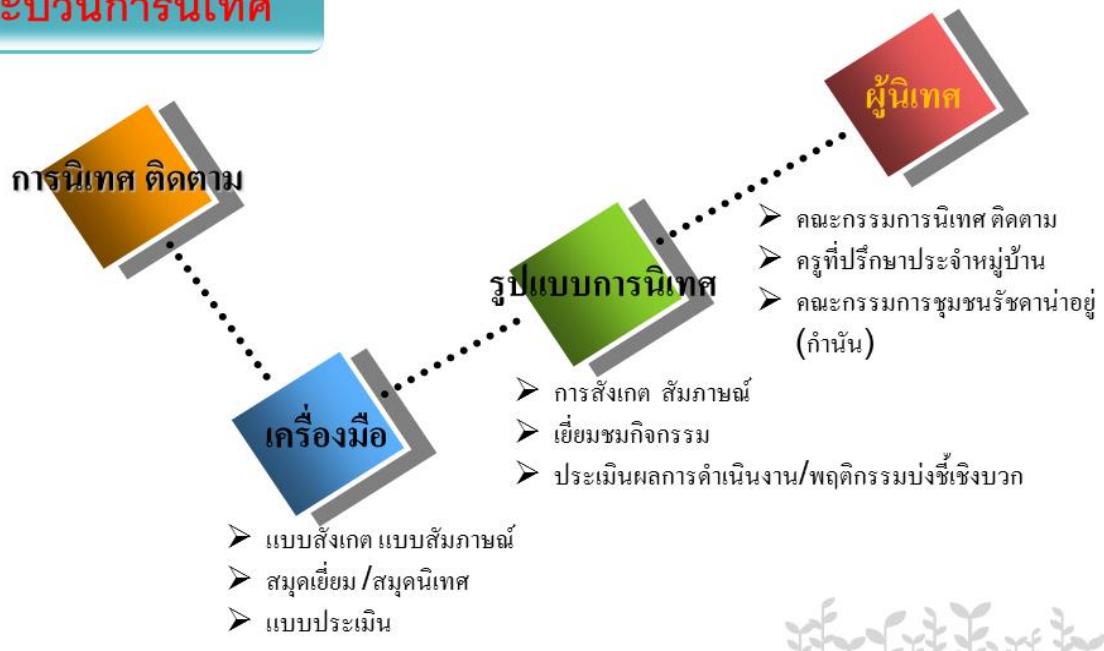 การนิเทศ
ผู้นิเทศ
การนิเทศ ติดตาม
➢ คณะกรรมการนิเทศ ติดตาม
➢ ครูที่ปรึกษาประจำหมู่บ้าน
➢ คณะกรรมการชุมชนรัชดาน่าอยู่
(กำนัน)
รูปแบบการนิเทศ
➢ การสังเกต สัมภาษณ์
➢ เยี่ยมชมกิจกรรม
➢ ประเมินผลการดำเนินงาน/พฤติกรรมบ่งชี้เชิงบวก
เครื่องมือ
➢ แบบสังเกต แบบสัมภาษณ์
➢ สมุดเยี่ยม /สมุดนิเทศ
➢ แบบประเมิน